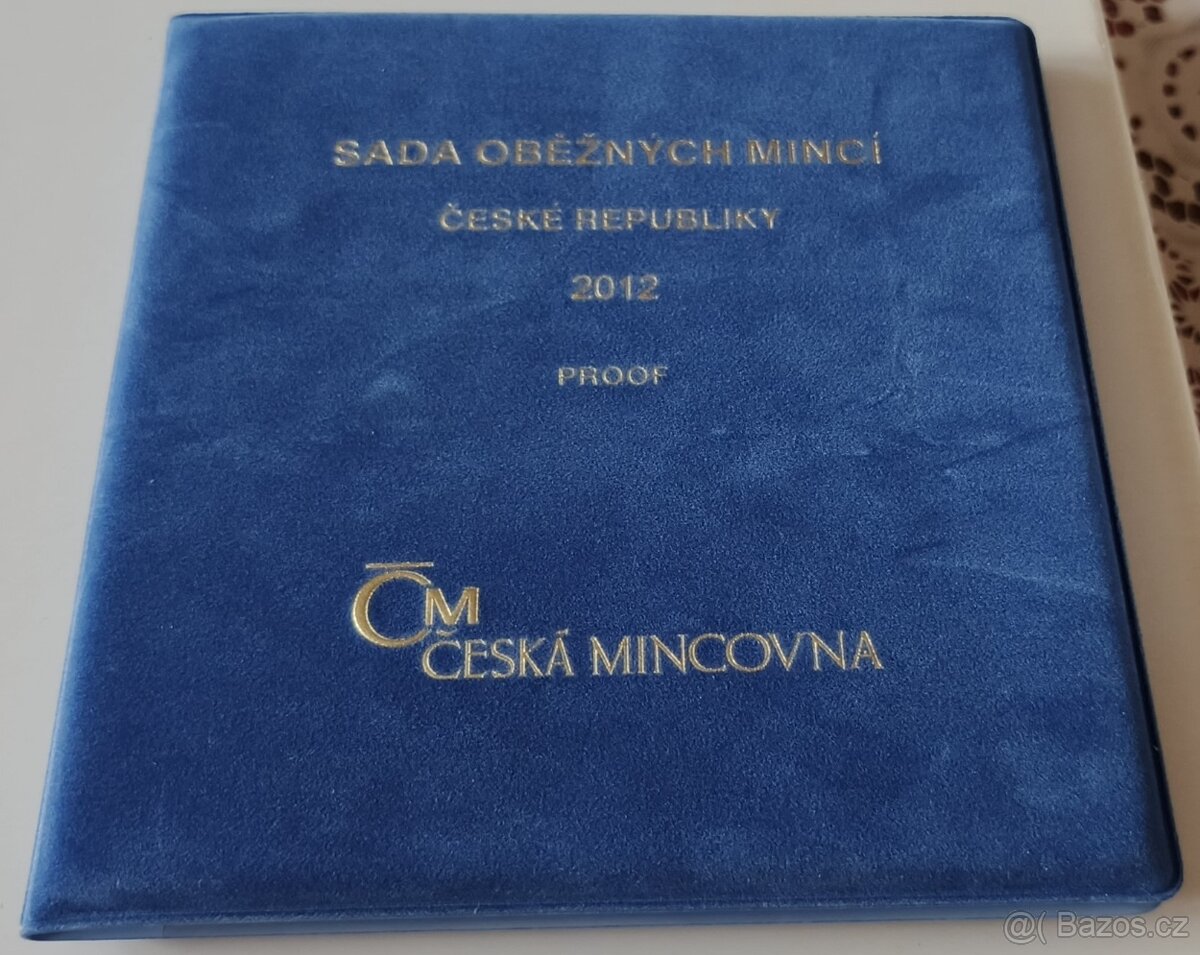 SADA OBĚŽNÝCH MINCÍ
ČESKÉ REPUBLIKY
2012
PROOF
ČM
ČESKÁ MINCOVNA
@( Bazos.cz